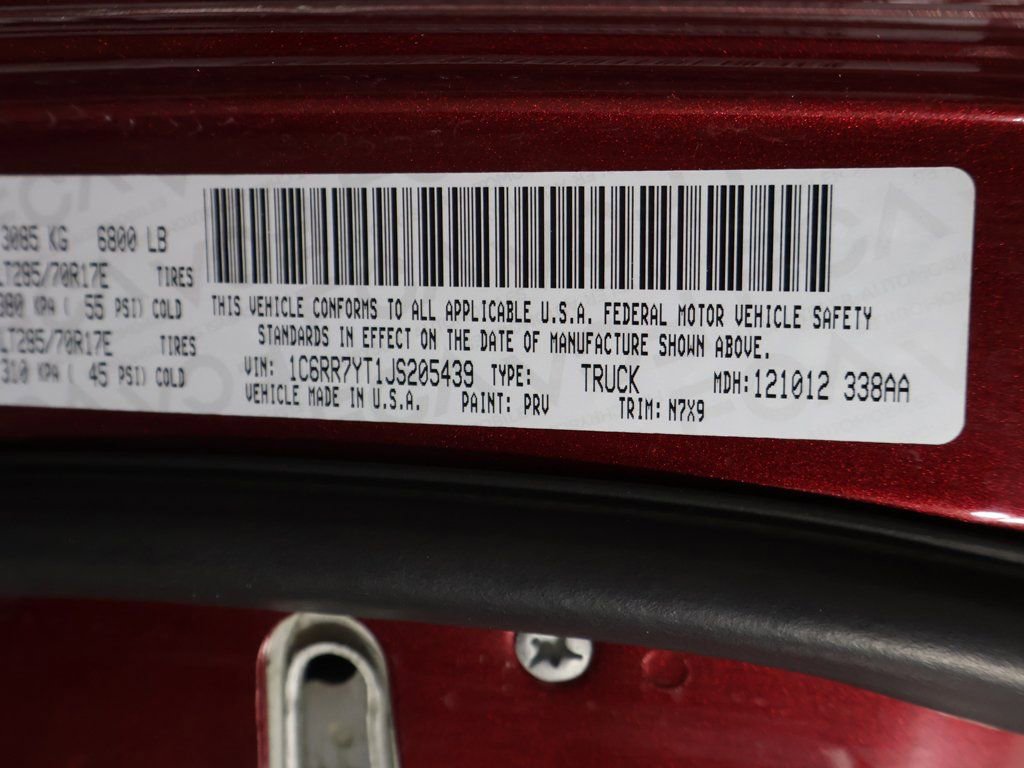 3085 KG 6800 LB
LT285/70R17E TIRES
380 KPA ( 55 PSI) COLD
LT285/70R17E TIRES
310 KPA ( 45 PSI) COLD
THIS VEHICLE CONFORMS TO ALL APPLICABLE U.S.A. FEDERAL MOTOR VEHICLE SAFETY
STANDARDS IN EFFECT ON THE DATE OF MANUFACTURE SHOWN ABOVE.
VIN: 1C6RR7YT1JS205439 TYPE: TRUCK MDH:121012 338AA
VEHICLE MADE IN U.S.A. PAINT: PRV TRIM: N7X9